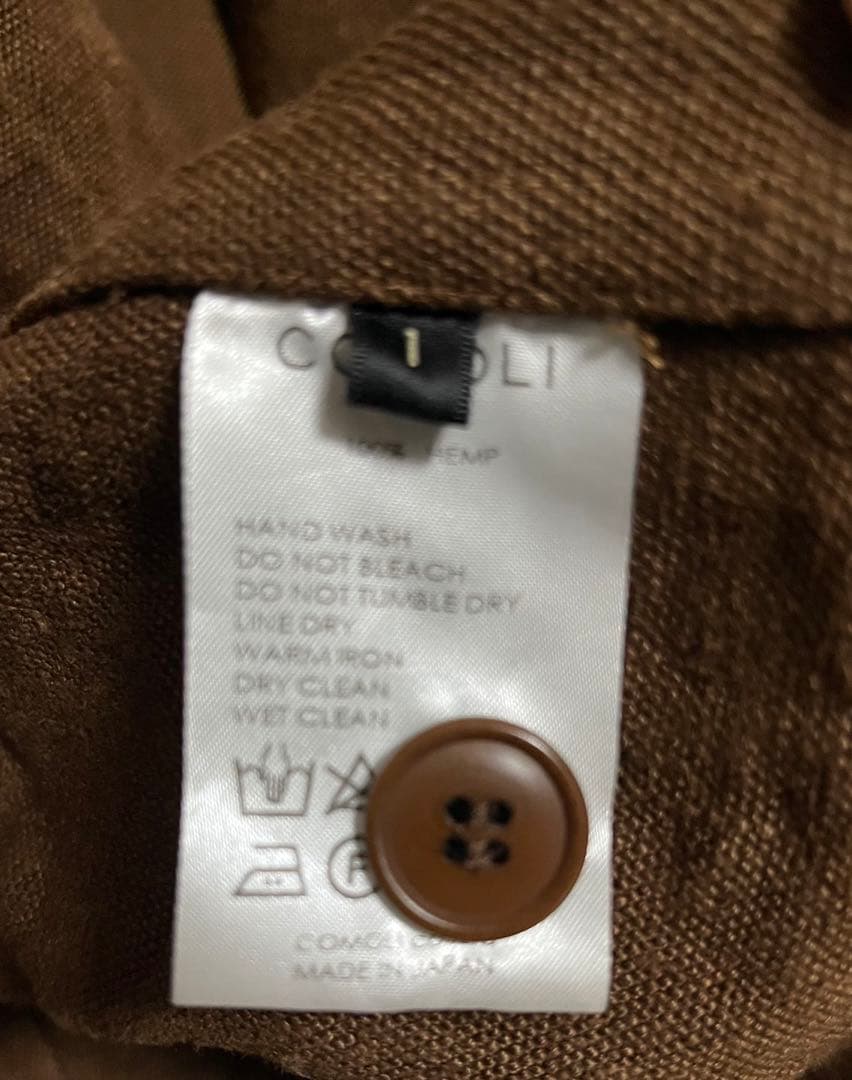 1
100% HEMP
HAND WASH
DO NOT BLEACH
DO NOT TUMBLE DRY
LINE DRY
WARM IRON
DRY CLEAN
WET CLEAN
COMOLI
MADE IN JAPAN